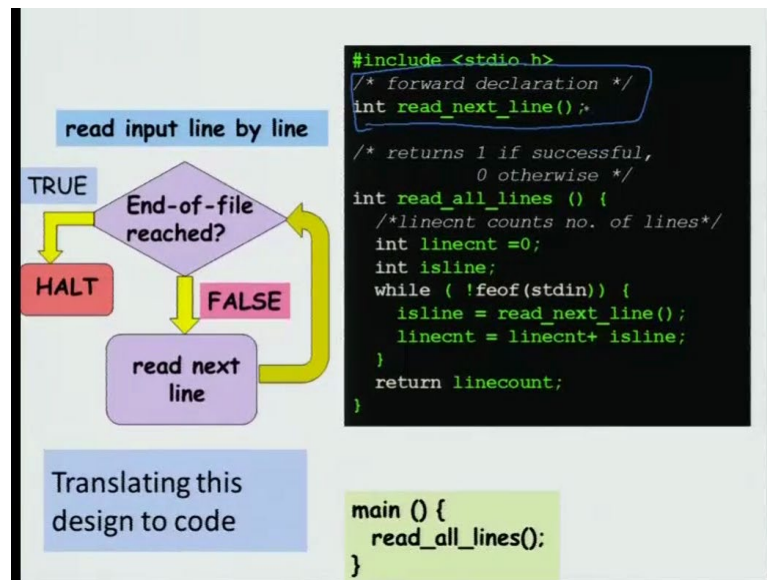 read input line by line
TRUE
End-of-file
reached?
HALT
FALSE
read next
line
Translating this
design to code
#include <stdio.h>
/* forward declaration */
int read_next_line();
/* returns 1 if successful,
0 otherwise */
int read_all_lines () {
/*linecnt counts no. of lines*/
int linecnt =0;
int isline;
while ( !feof(stdin)) {
isline = read_next_line();
linecnt = linecnt+ isline;
}
return linecount;
}
main () {
read_all_lines();
}